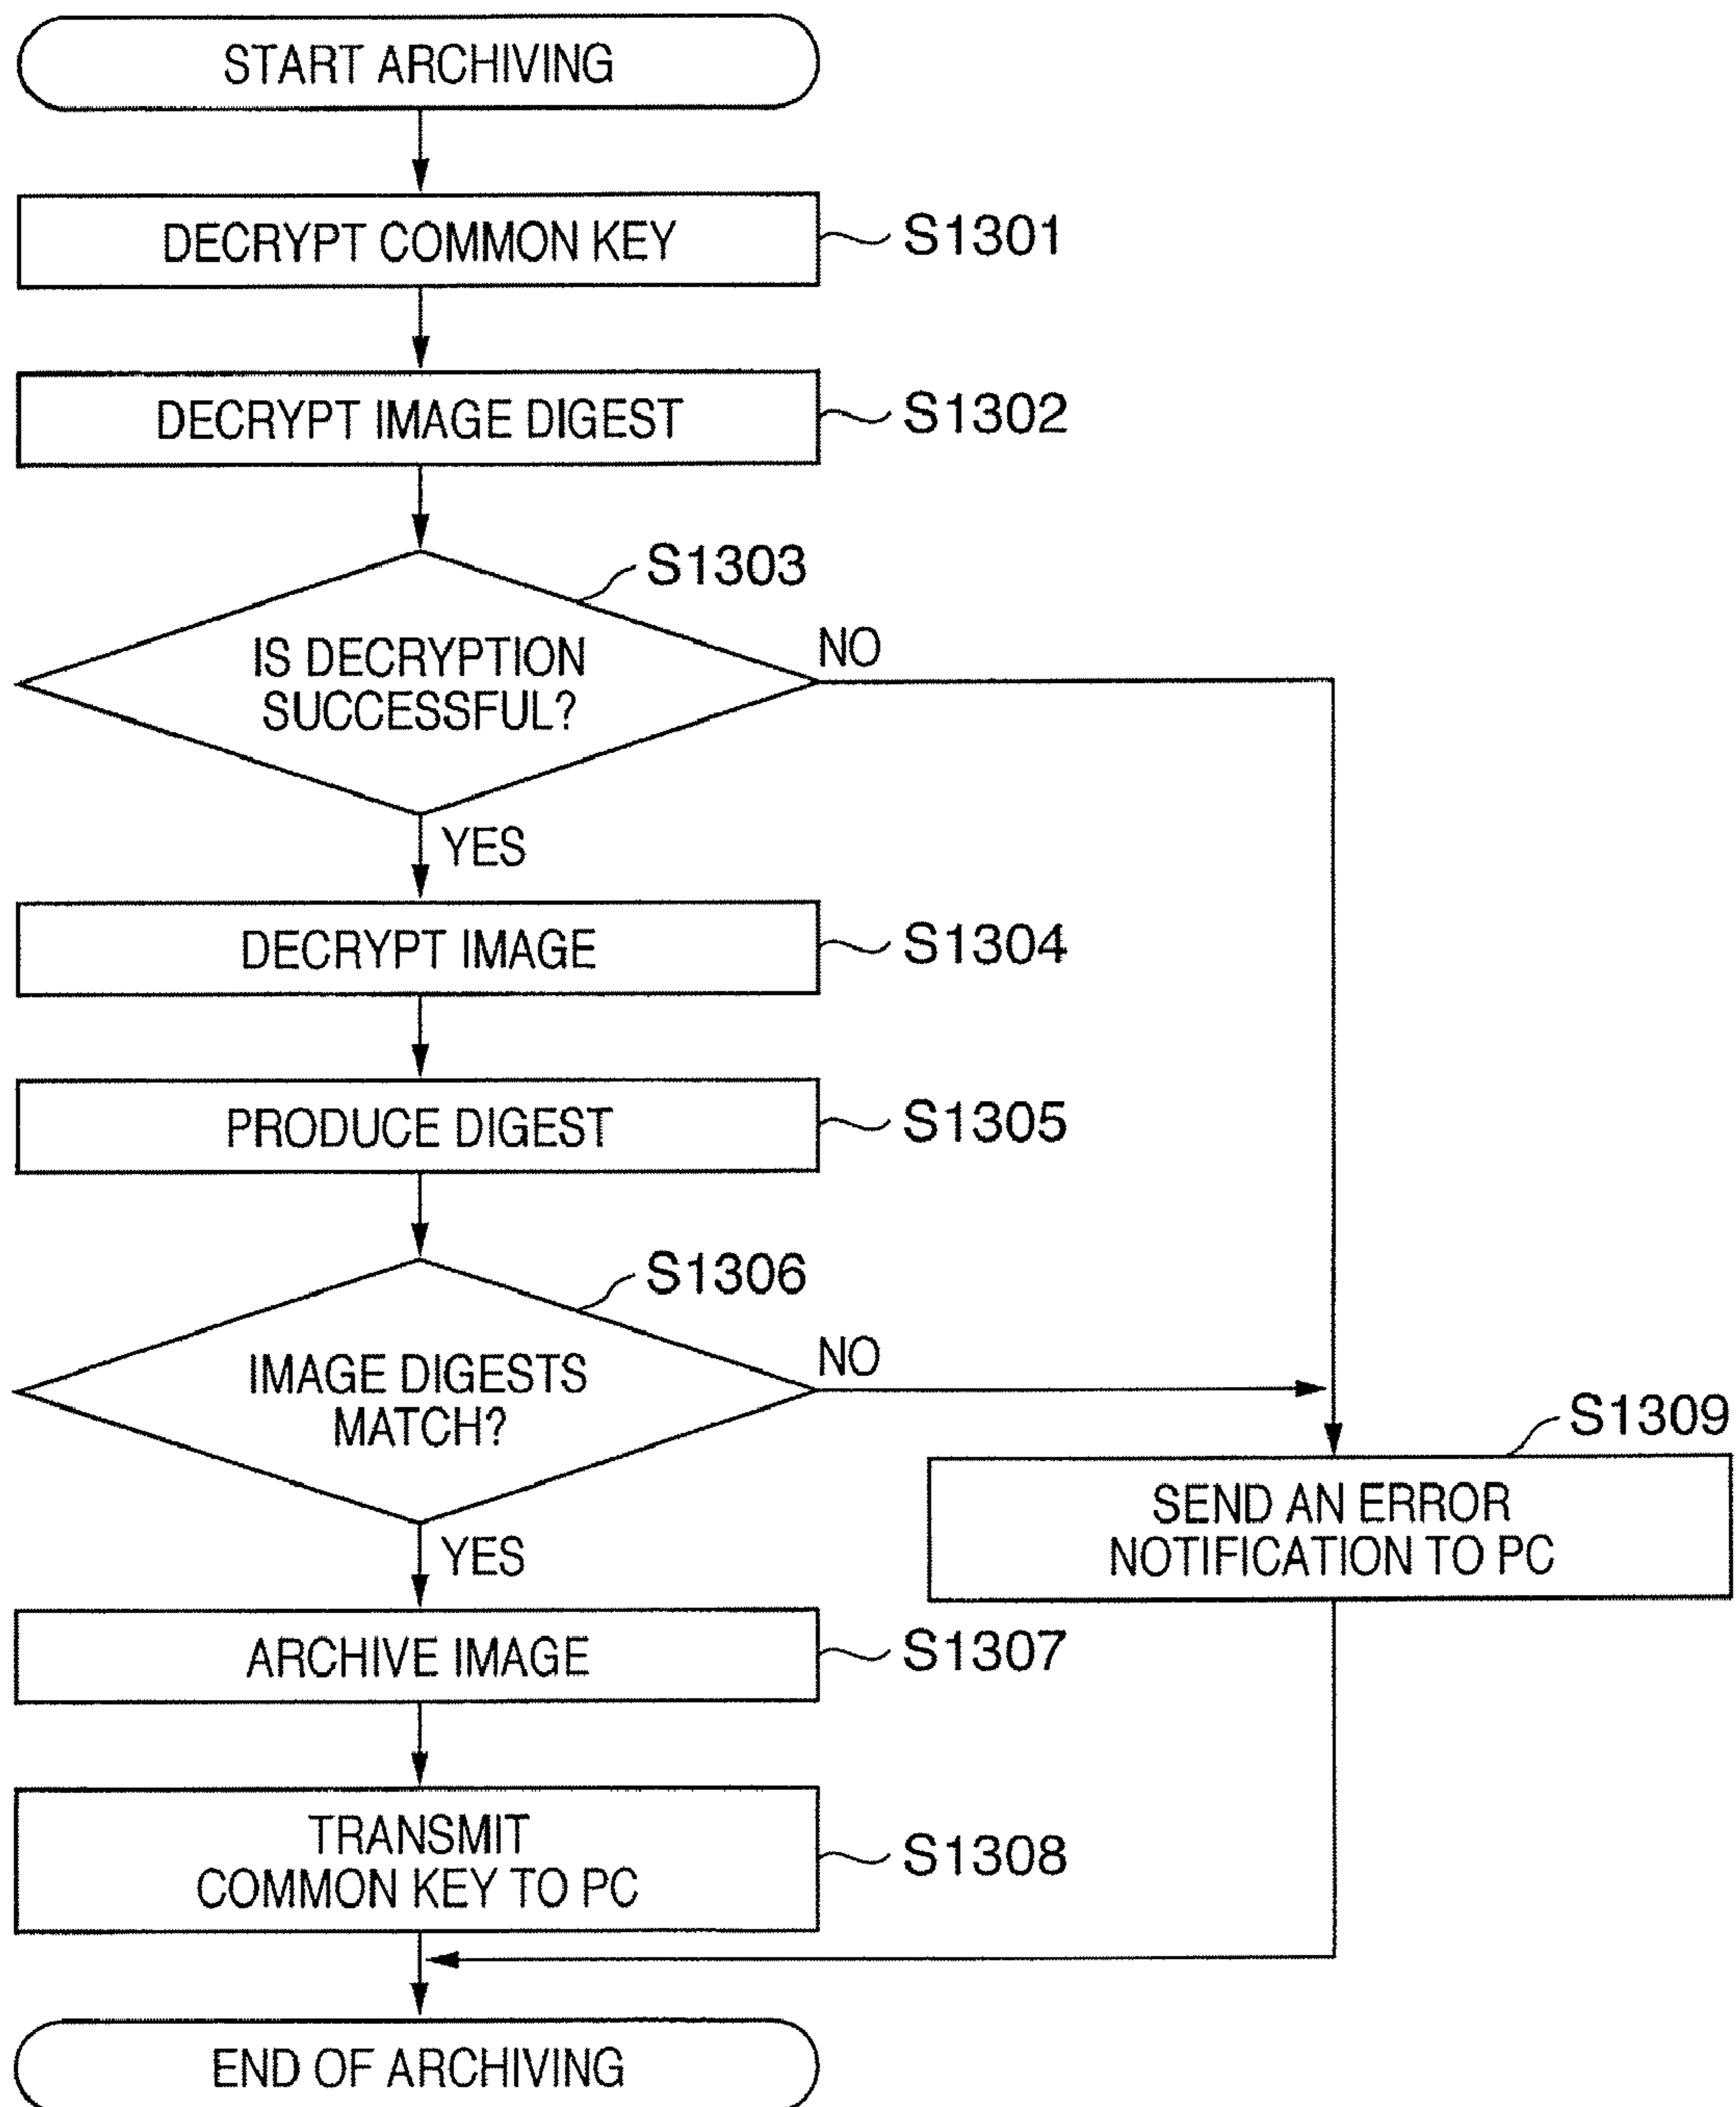 START ARCHIVING
DECRYPT COMMON KEY
S1301
DECRYPT IMAGE DIGEST
S1302
S1303
IS DECRYPTION
SUCCESSFUL?
NO
YES
DECRYPT IMAGE
S1304
PRODUCE DIGEST
S1305
S1306
IMAGE DIGESTS
MATCH?
NO
S1309
SEND AN ERROR
NOTIFICATION TO PC
YES
ARCHIVE IMAGE
S1307
TRANSMIT
COMMON KEY TO PC
S1308
END OF ARCHIVING